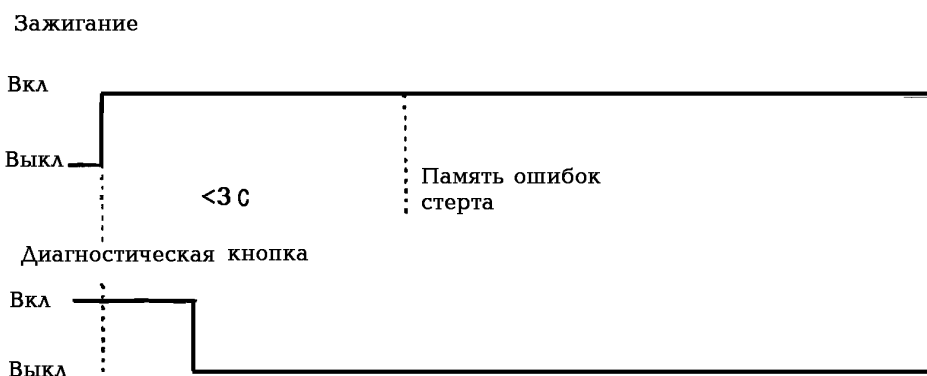 Зажигание
Вкл
Выкл
<3 с
Память ошибок
стерта
Диагностическая кнопка
Вкл
Выкл